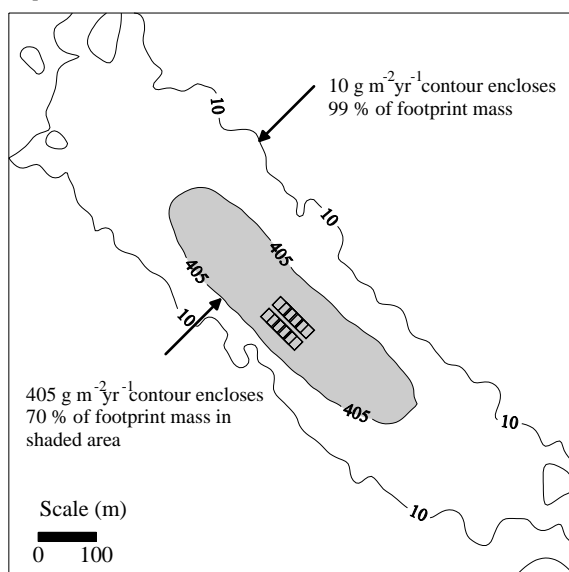 10 g m-2yr-1contour encloses
99 % of footprint mass
10
10
405
405
10
405 g m-2yr-1contour encloses
70 % of footprint mass in
shaded area
405
10
10
Scale (m)
0 100